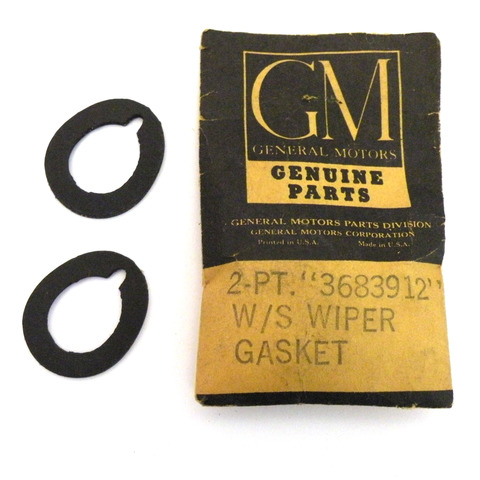 GM
GENERAL MOTORS
GENUINE
PARTS
GENERAL MOTORS PARTS DIVISION
GENERAL MOTORS CORPORATION
Printed in U.S.A. Made in U.S.A.
2-PT. "3683912"
W/S WIPER
GASKET